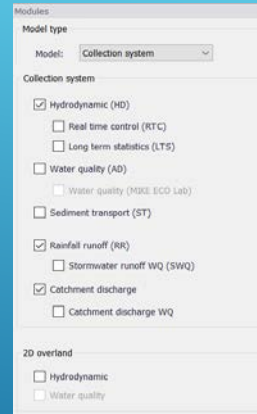 Modules
Model type
Model: Collection system
Collection system
Hydrodynamic (HD)
Real time control (RTC)
Long term statistics (LTS)
Water quality (AD)
Water quality (MIKE ECO Lab)
Sediment transport (ST)
Rainfall runoff (RR)
Stormwater runoff WQ (SWQ)
Catchment discharge
Catchment discharge WQ
2D overland
Hydrodynamic
Water quality